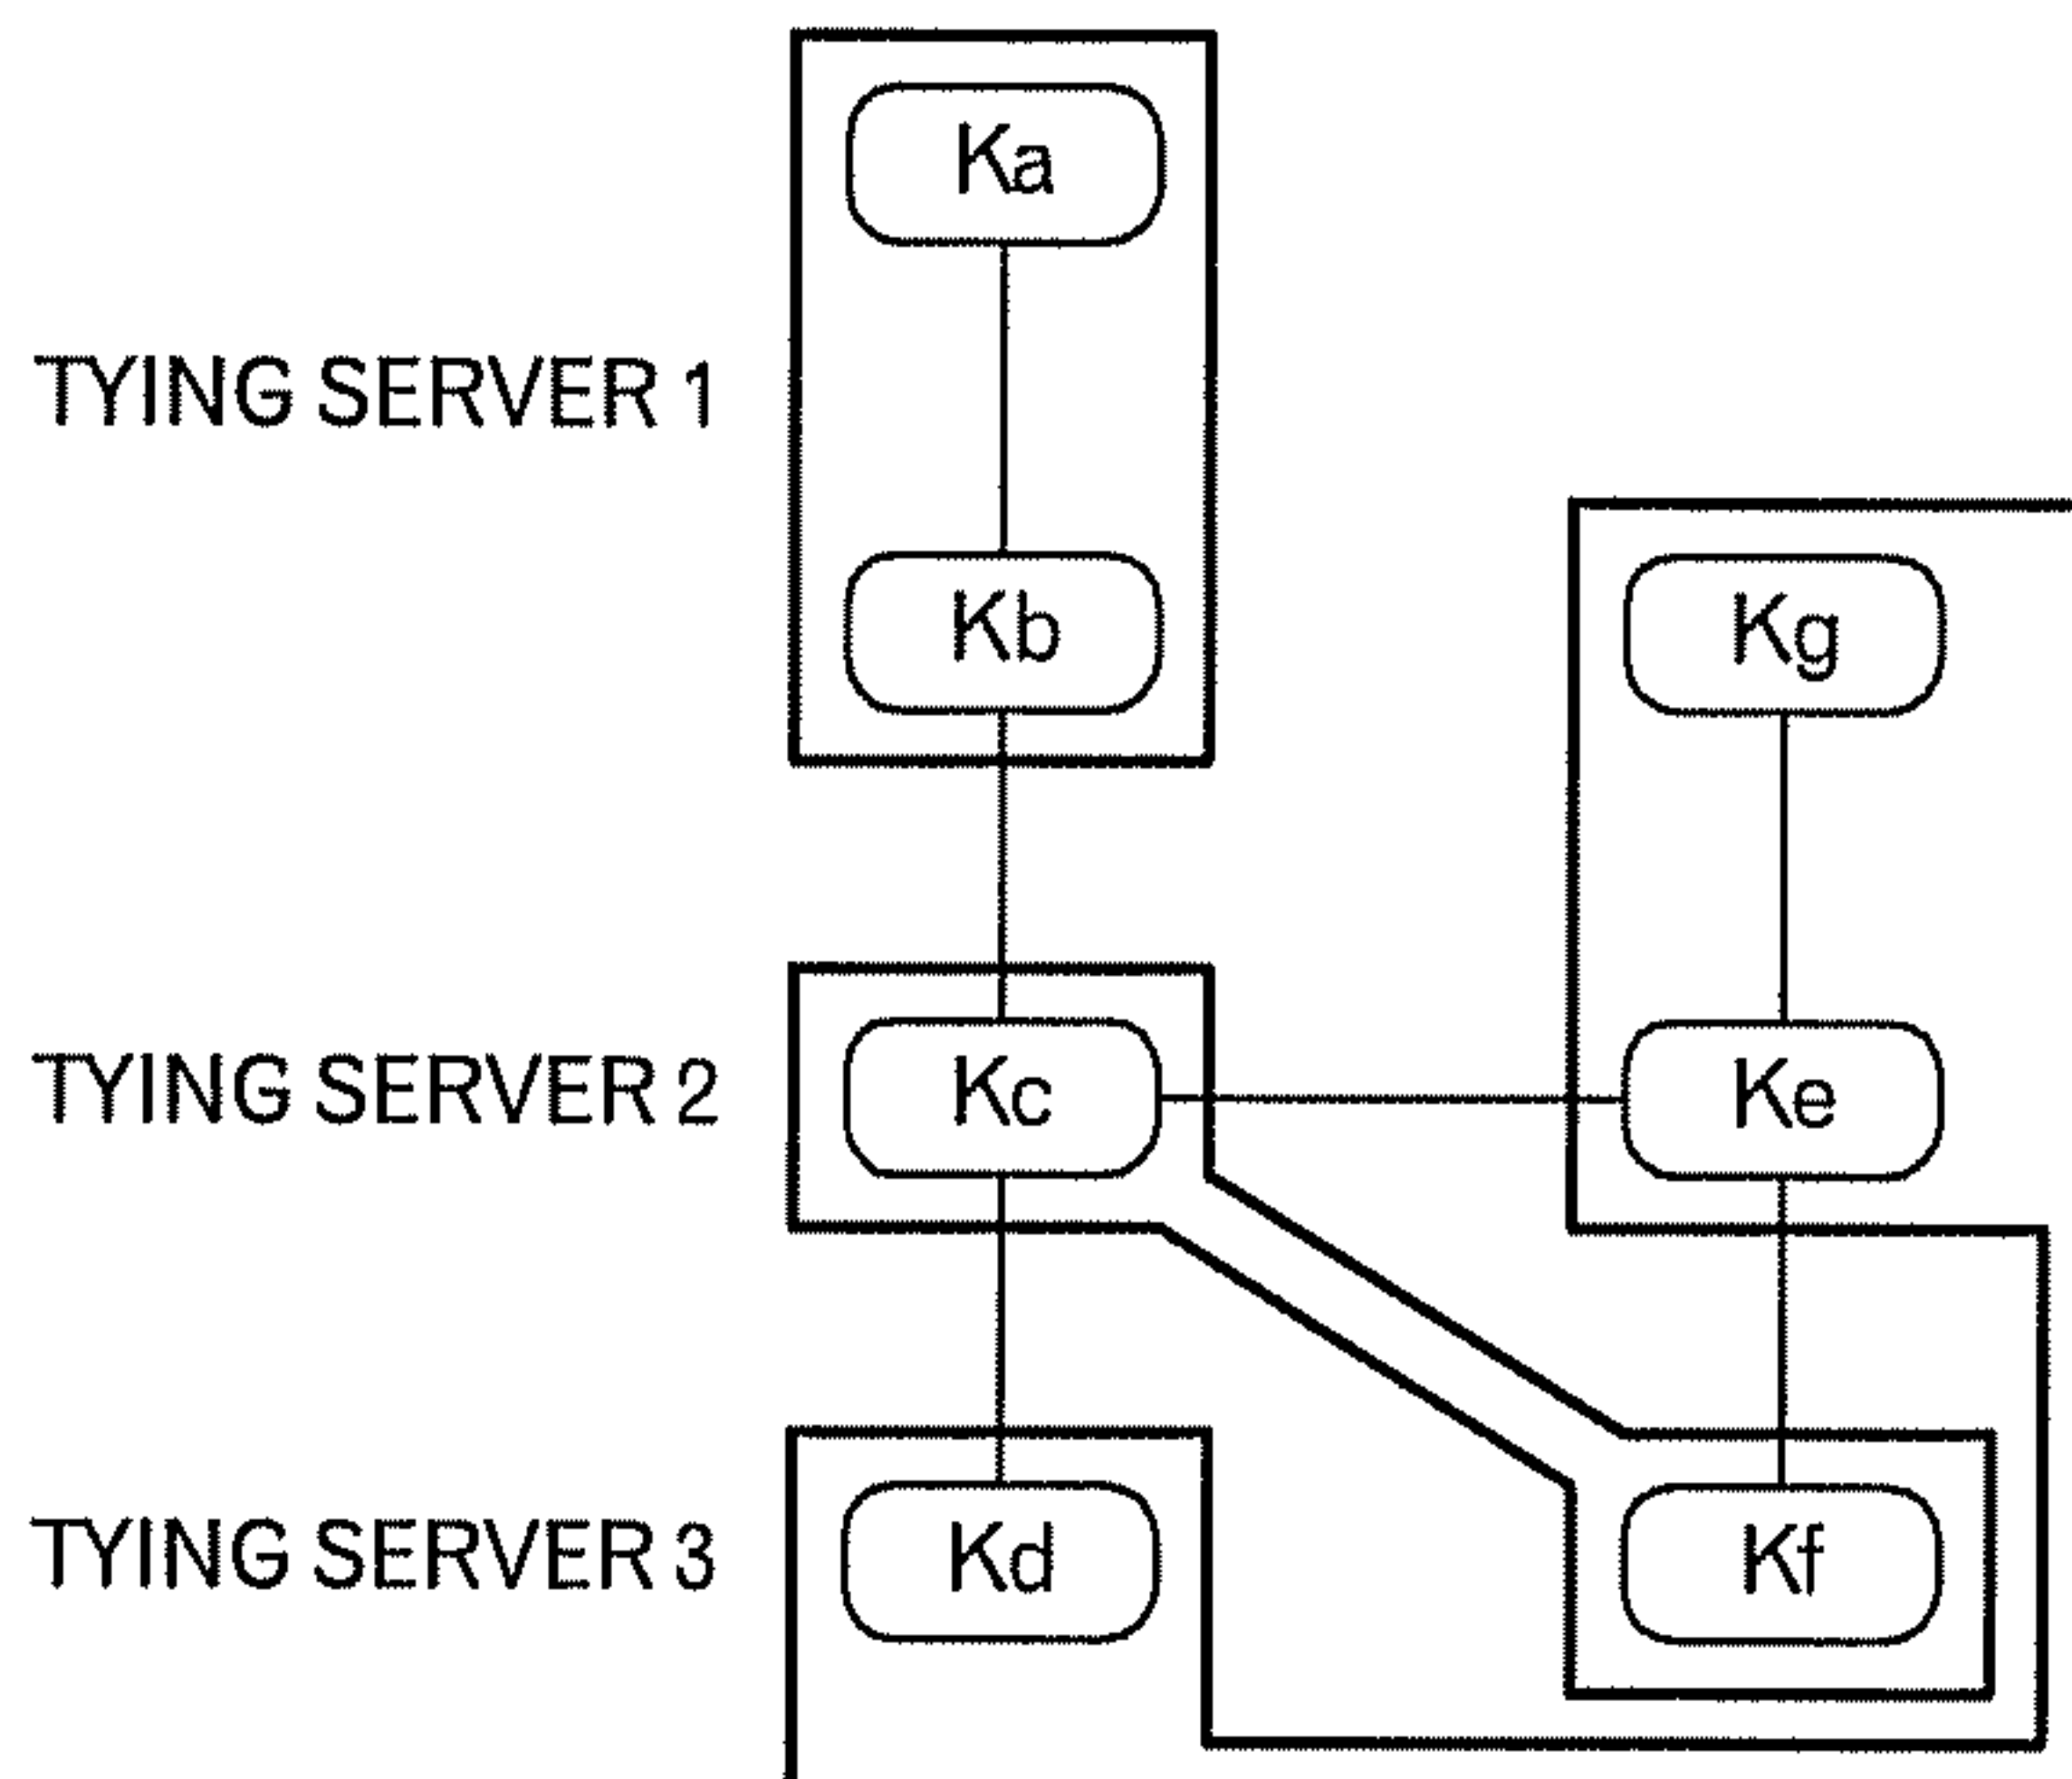 Ka
TYING SERVER 1
Kb
Kg
TYING SERVER 2
Kc
Ke
TYING SERVER 3
Kd
Kf